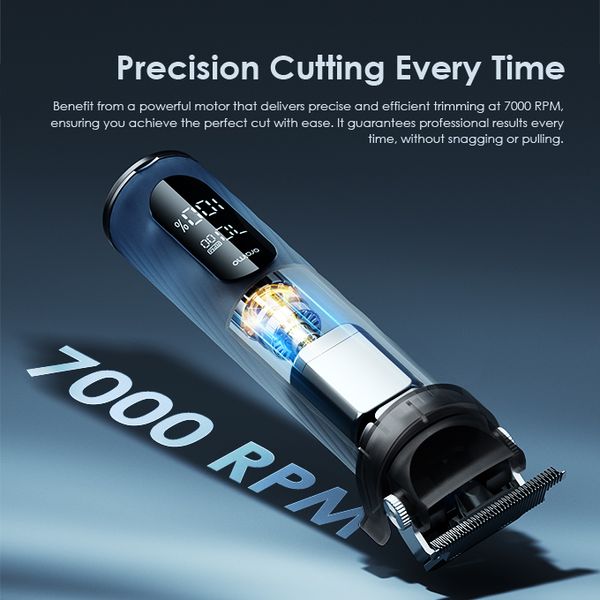 Precision Cutting Every Time
Benefit from a powerful motor that delivers precise and efficient trimming at 7000 RPM,
ensuring you achieve the perfect cut with ease. It guarantees professional results every
time, without snagging or pulling.
100%
7000 RPM